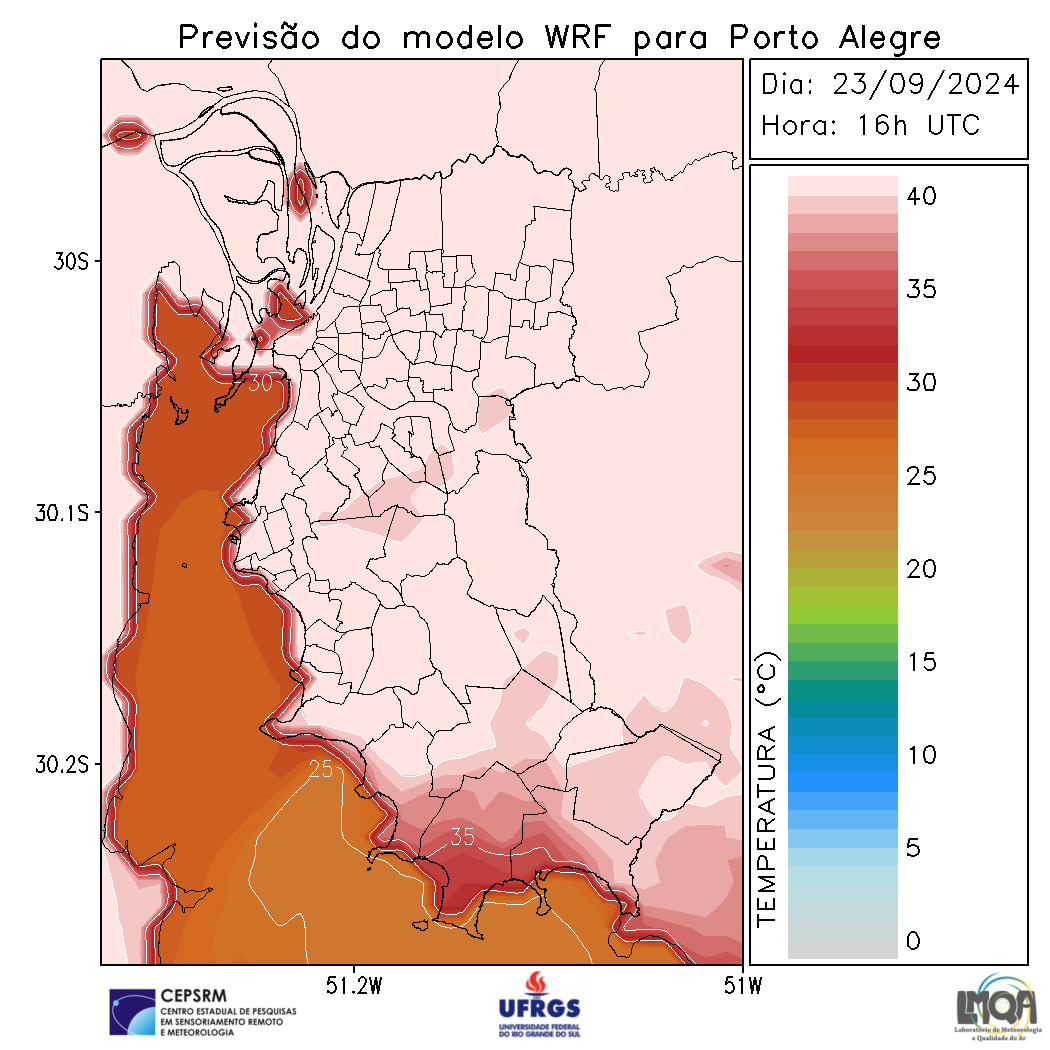 Previsão do modelo WRF para Porto Alegre
Dia: 23/09/2024
Hora: 16h UTC
40
35
30
25
20
15
10
5
0
TEMPERATURA (°C)
30S
30.1S
30.2S
51.2W
51W
30
25
35
CEPSRM
CENTRO ESTADUAL DE PESQUISAS
EM SENSORIAMENTO REMOTO
E METEOROLOGIA
UFRGS
UNIVERSIDADE FEDERAL
DO RIO GRANDE DO SUL
LMQA
Laboratório de Meteorologia
e Qualidade do Ar